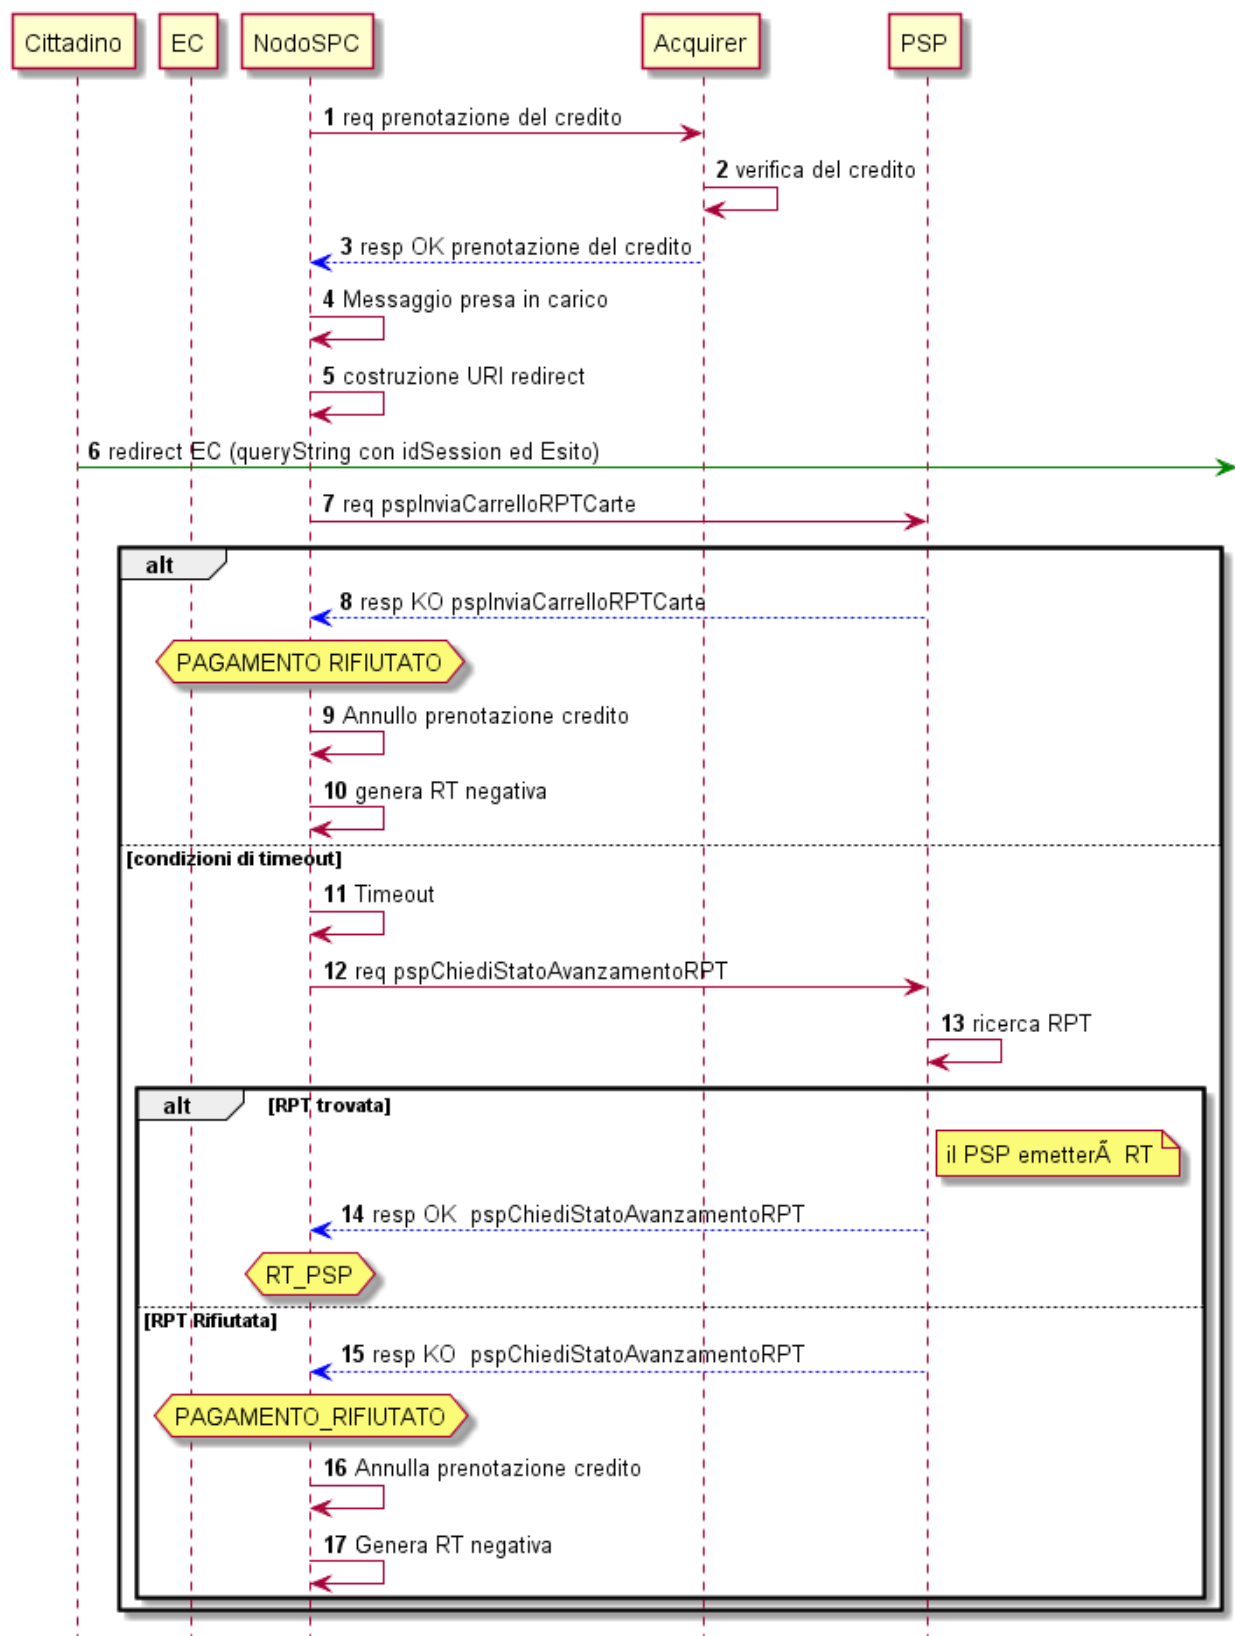 Cittadino EC NodoSPC Acquirer PSP
1 req prenotazione del credito
2 verifica del credito
3 resp OK prenotazione del credito
4 Messaggio presa in carico
5 costruzione URI redirect
6 redirect EC (queryString con idSession ed Esito)
7 req pspInviaCarrelloRPTCarte
alt
8 resp KO pspInviaCarrelloRPTCarte
PAGAMENTO RIFIUTATO
9 Annullo prenotazione credito
10 genera RT negativa
[condizioni di timeout]
11 Timeout
12 req pspChiediStatoAvanzamentoRPT
13 ricerca RPT
alt [RPT trovata]
il PSP emetterÃ  RT
14 resp OK  pspChiediStatoAvanzamentoRPT
RT_PSP
[RPT Rifiutata]
15 resp KO  pspChiediStatoAvanzamentoRPT
PAGAMENTO_RIFIUTATO
16 Annulla prenotazione credito
17 Genera RT negativa